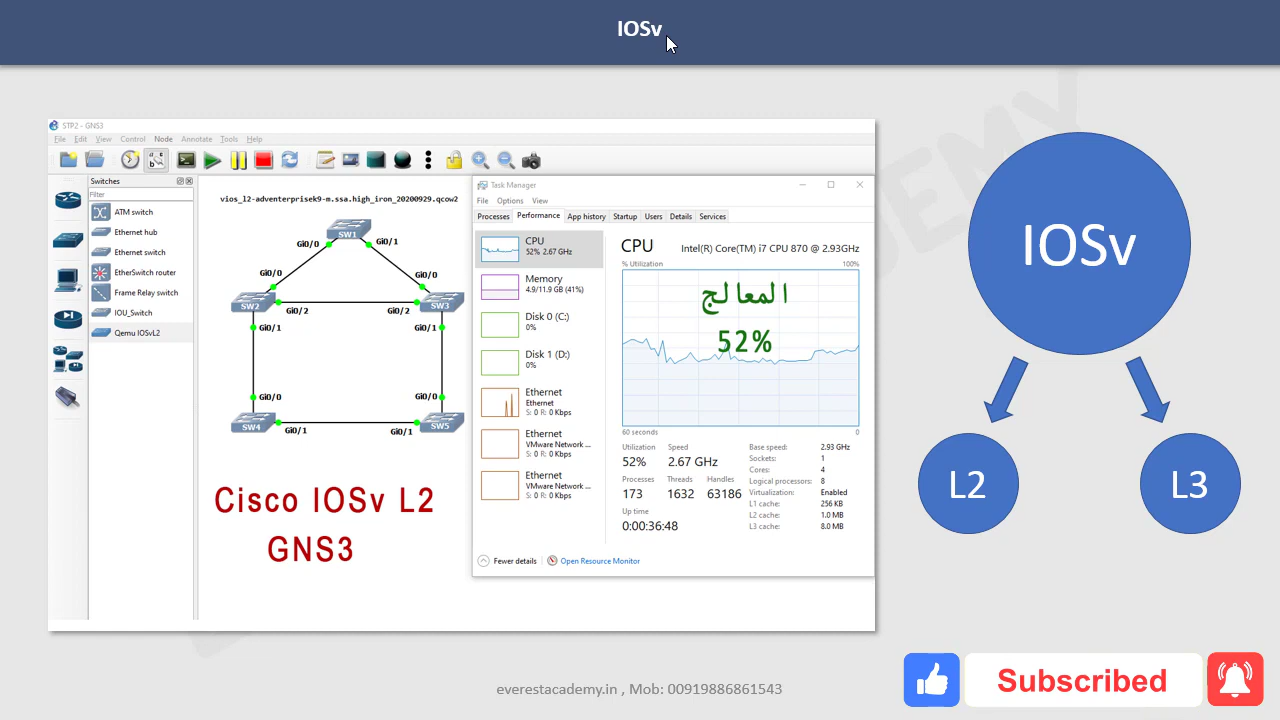 IOSv
STP2 - GNS3
File Edit View Control Node Annotate Tools Help
Switches
Filter
ATM switch
Ethernet hub
Ethernet switch
EtherSwitch router
Frame Relay switch
IOU_Switch
Qemu IOSvL2
vios_l2-adventerprisek9-m.ssa.high_iron_20200929.qcow2
SW1
Gi0/0 Gi0/1
Gi0/0 Gi0/0
SW2 SW3
Gi0/2 Gi0/2
Gi0/1 Gi0/1
Gi0/0 Gi0/0
SW4 SW5
Gi0/1 Gi0/1
Cisco IOSv L2
GNS3
Task Manager
File Options View
Processes Performance App history Startup Users Details Services
CPU
52% 2.67 GHz
Memory
4.9/11.9 GB (41%)
Disk 0 (C:)
0%
Disk 1 (D:)
0%
Ethernet
Ethernet
S: 0 R: 0 Kbps
Ethernet
VMware Network ...
S: 0 R: 0 Kbps
Ethernet
VMware Network ...
S: 0 R: 0 Kbps
CPU Intel(R) Core(TM) i7 CPU 870 @ 2.93GHz
% Utilization 100%
المعالج
52%
60 seconds 0
Utilization Speed
52% 2.67 GHz
Processes Threads Handles
173 1632 63186
Up time
0:00:36:48
Base speed: 2.93 GHz
Sockets: 1
Cores: 4
Logical processors: 8
Virtualization: Enabled
L1 cache: 256 KB
L2 cache: 1.0 MB
L3 cache: 8.0 MB
Fewer details Open Resource Monitor
IOSv
L2 L3
Subscribed
everestacademy.in , Mob: 00919886861543